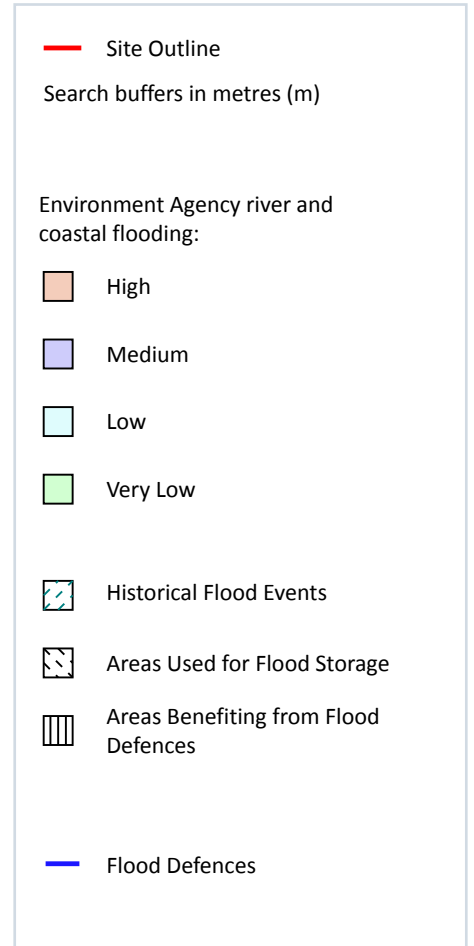 Site Outline
Search buffers in metres (m)
Environment Agency river and
coastal flooding:
High
Medium
Low
Very Low
Historical Flood Events
Areas Used for Flood Storage
Areas Benefiting from Flood
Defences
Flood Defences